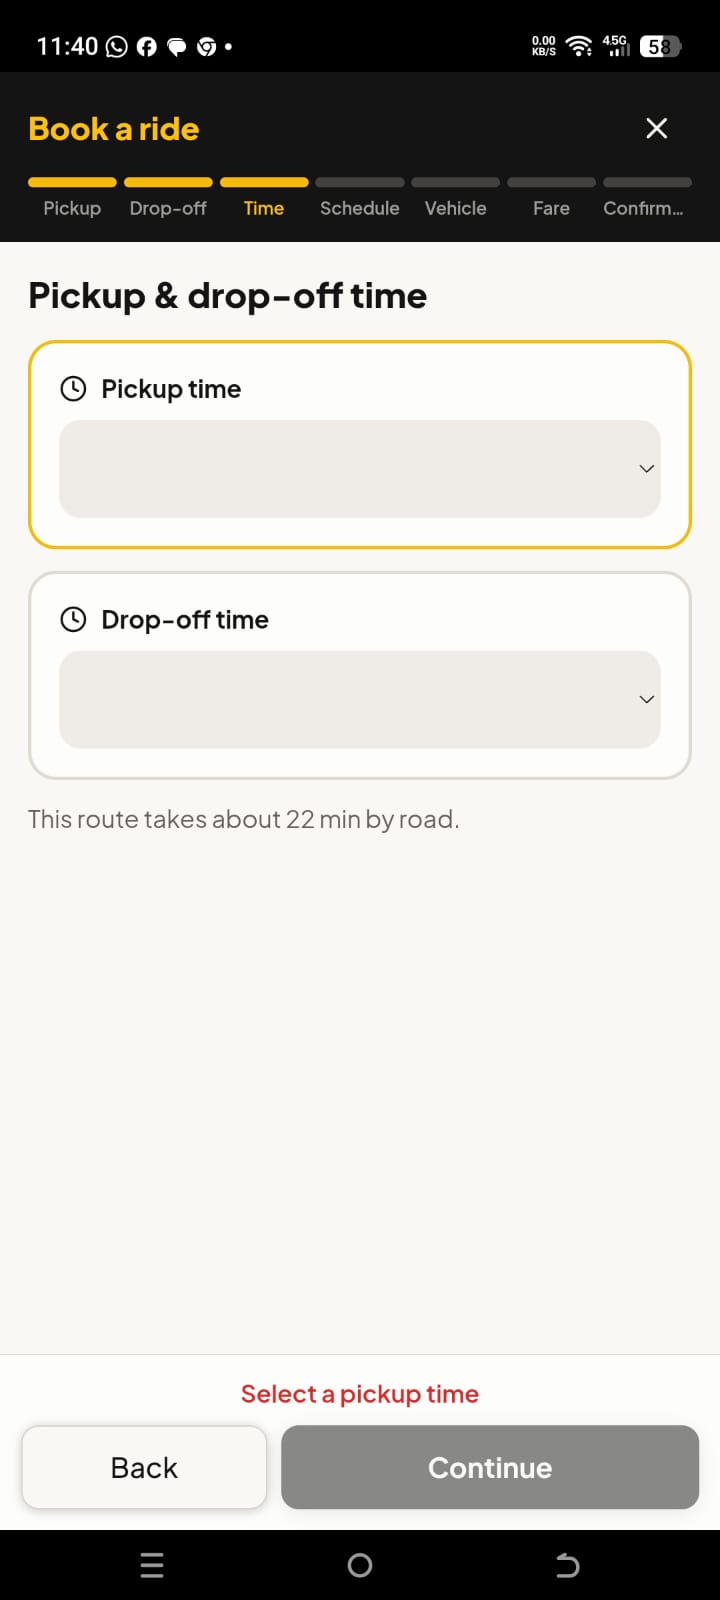 11:40
0.00 KB/S 4.5G 58
Book a ride
Pickup Drop-off Time Schedule Vehicle Fare Confirm...
Pickup & drop-off time
Pickup time
Drop-off time
This route takes about 22 min by road.
Select a pickup time
Back Continue